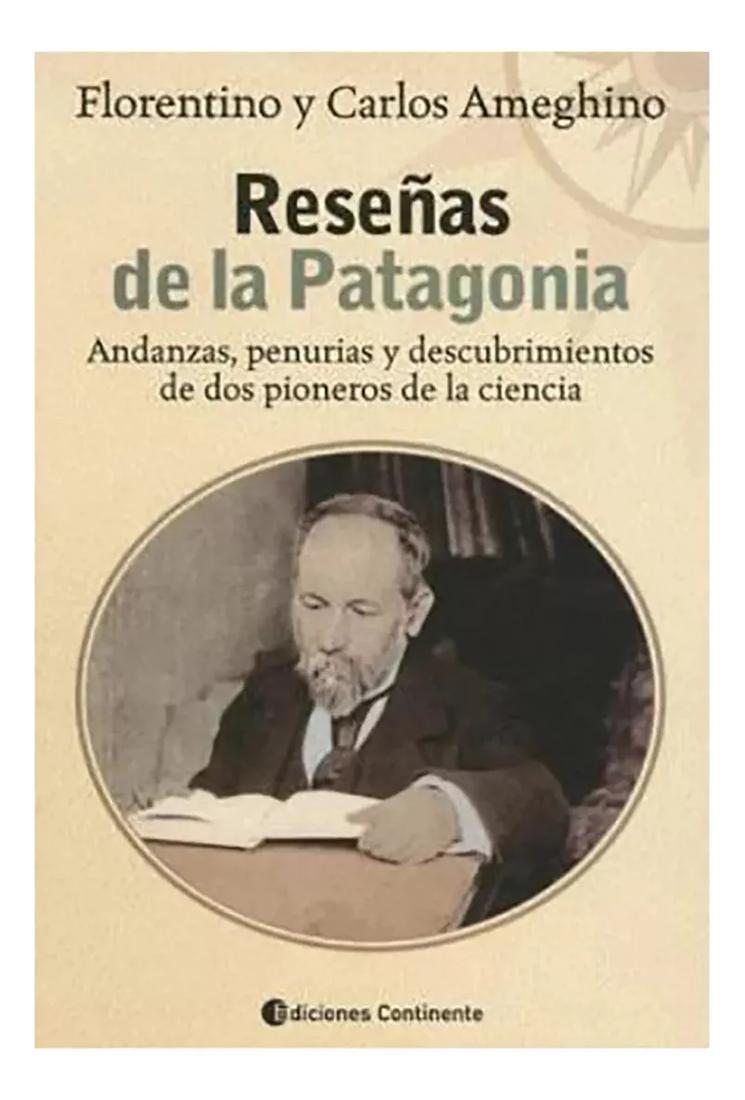 Florentino y Carlos Ameghino
Reseñas
de la Patagonia
Andanzas, penurias y descubrimientos
de dos pioneros de la ciencia
Ediciones Continente